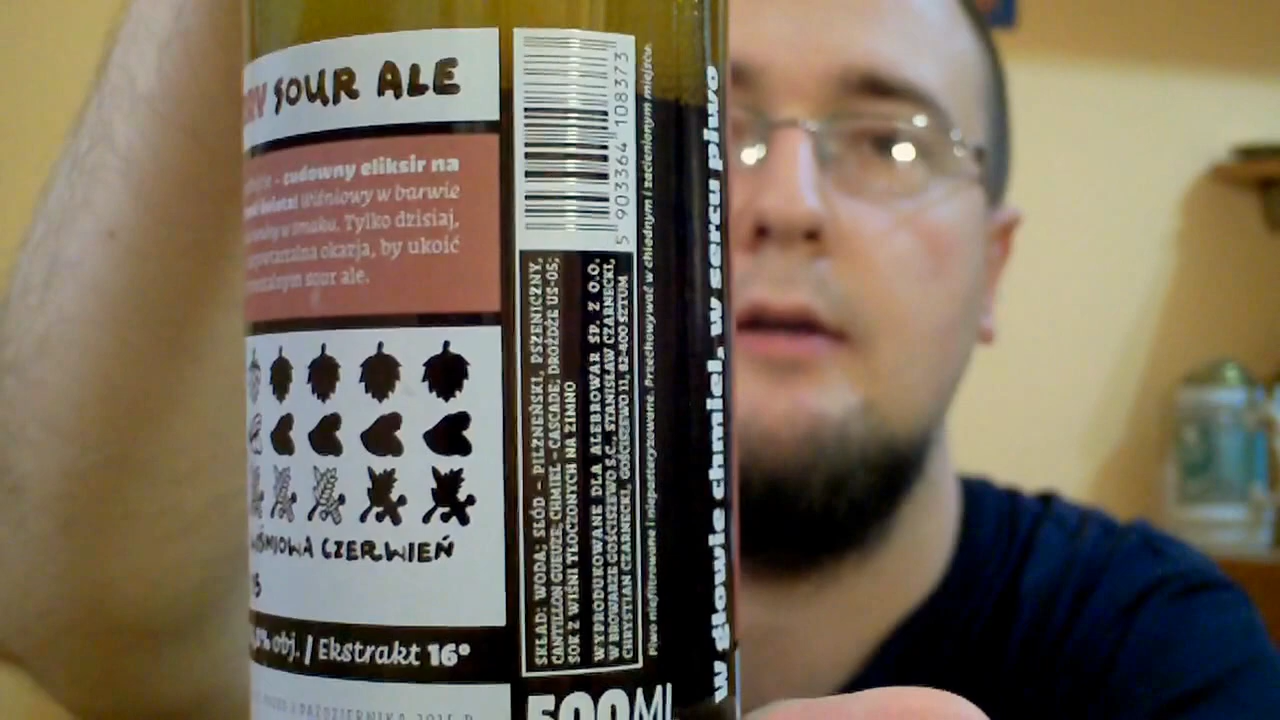 SOUR ALE
- cudowny eliksir na
Wiśniowy w barwie
w smaku. Tylko dzisiaj,
okazja, by ukoić
sour ale.
WIŚNIOWA CZERWIEŃ
obj. / Ekstrakt 16°
PAŹDZIERNIKA
5 903364 108373
SKŁAD: WODA; SŁÓD – PILZNEŃSKI, PSZENICZNY,
CANTILLON GUEUZE; CHMIEL – CASCADE; DROŻDŻE US-05;
SOK Z WIŚNI TŁOCZONYCH NA ZIMNO
WYPRODUKOWANE DLA ALEBROWAR SP. Z O.O.
W BROWARZE GOŚCISZEWO S.C. STANISŁAW CZARNECKI,
CHRYSTIAN CZARNECKI, GOŚCISZEWO 11, 82-400 SZTUM
Piwo niefiltrowane i niepasteryzowane. Przechowywać w chłodnym i zacienionym miejscu.
500ML
w głowie chmiel, w sercu piwo